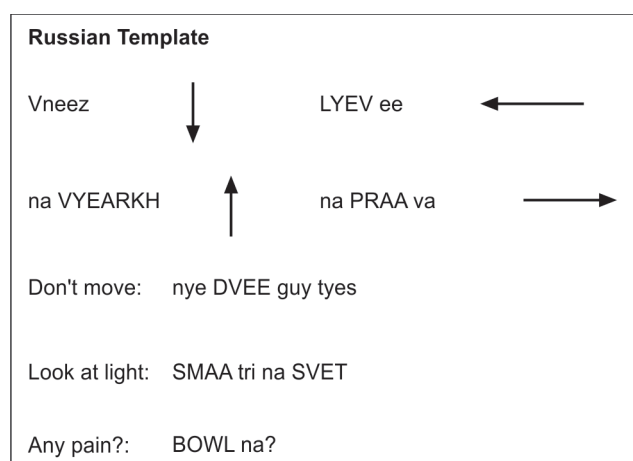 Russian Template
Vneez LYEV ee
na VYEARKH na PRAA va
Don't move: nye DVEE guy tyes
Look at light: SMAA tri na SVET
Any pain?: BOWL na?